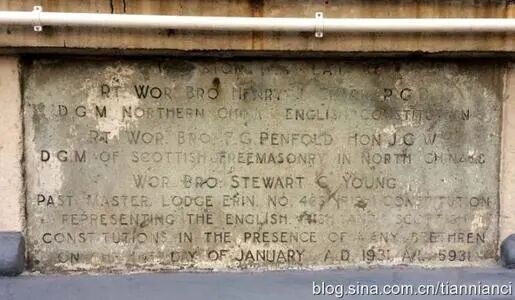 RT WOR BRO HENRY P.G.D.
D.G.M NORTHERN CHINA ENGLISH CONSTITUTION
RT. WOR. BRO. F.G. PENFOLD HON J.G.W.
D.G.M OF SCOTTISH FREEMASONRY IN NORTH CHINA
WOR BRO. STEWART C. YOUNG
PAST MASTER LODGE ERIN. NO. CONSTITUTION
REPRESENTING THE ENGLISH IRISH AND SCOTTISH
CONSTITUTIONS IN THE PRESENCE OF MANY BRETHREN
ON THE DAY OF JANUARY A.D. 1931 A.L. 5931
blog.sina.com.cn/tianniancj